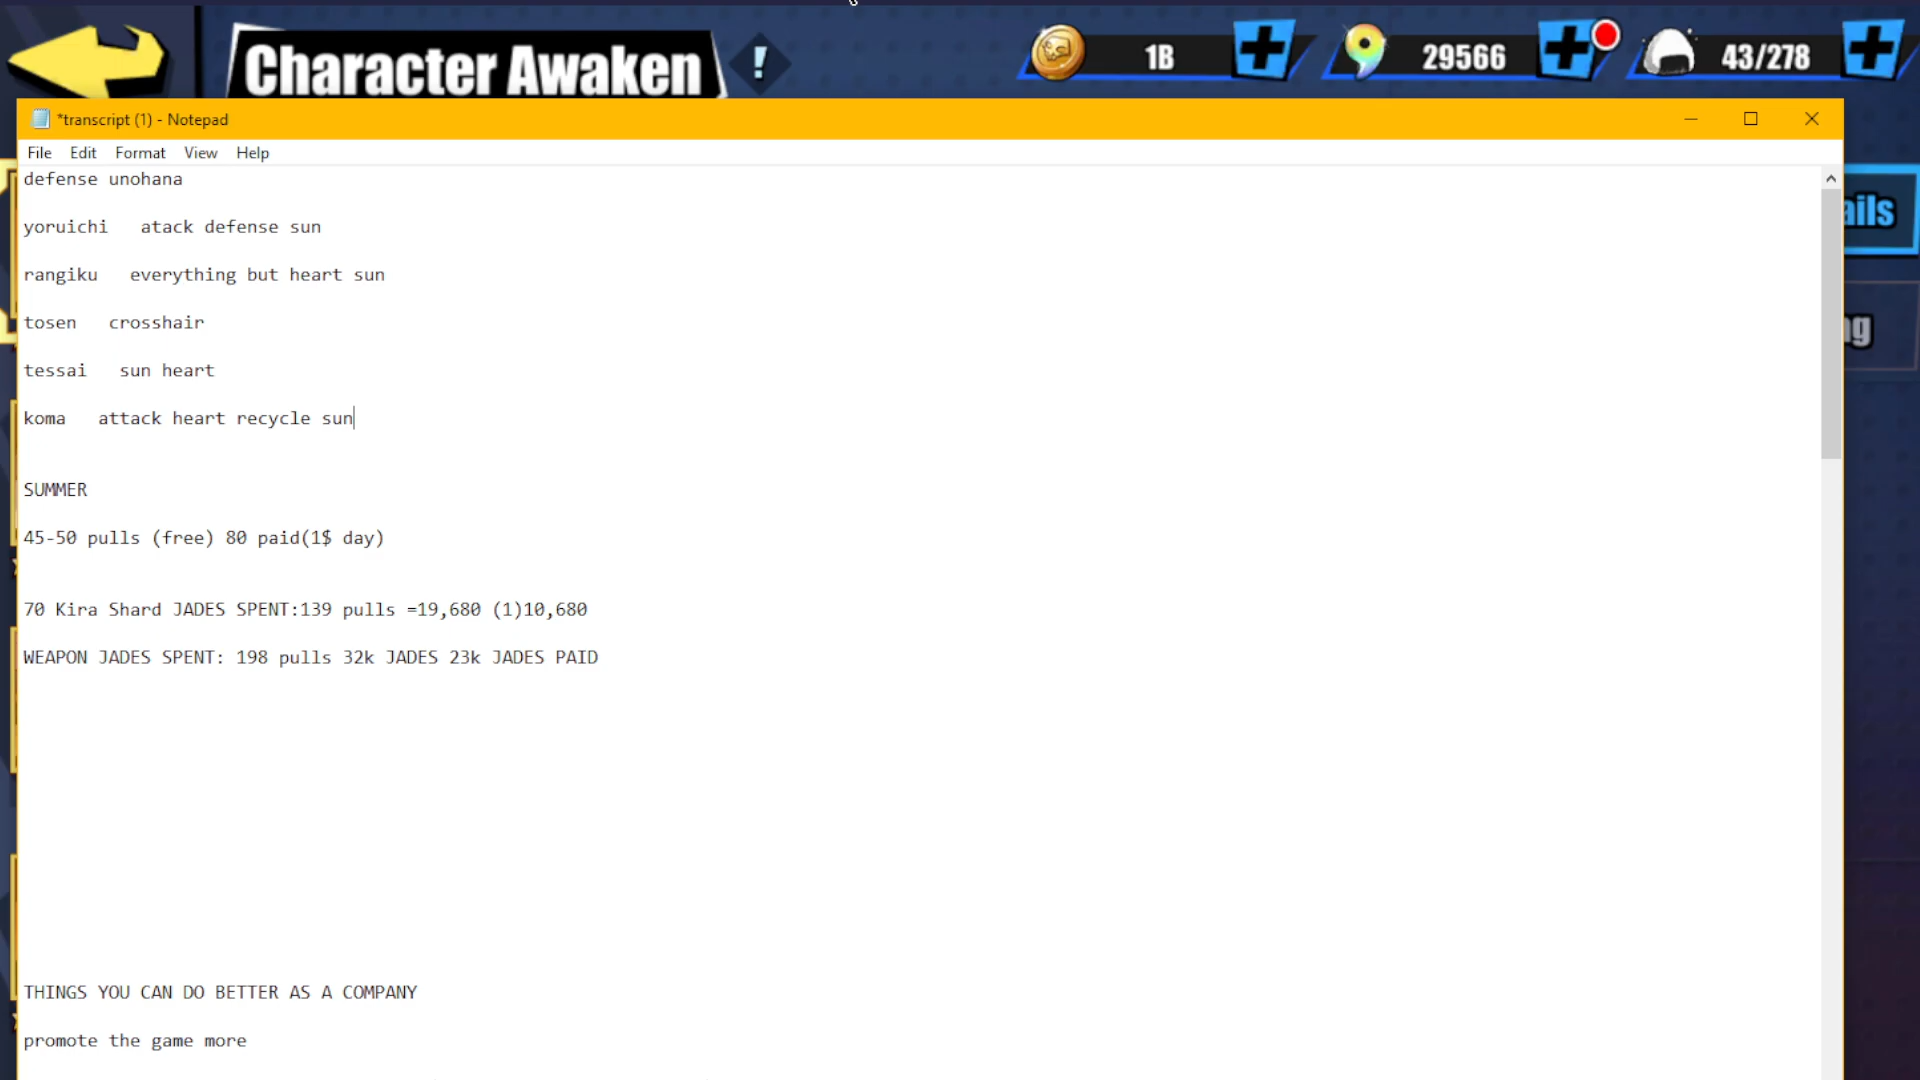 Character Awaken !
1B
29566
43/278
*transcript (1) - Notepad
File Edit Format View Help
defense unohana
yoruichi atack defense sun
rangiku everything but heart sun
tosen crosshair
tessai sun heart
koma attack heart recycle sun
SUMMER
45-50 pulls (free) 80 paid(1$ day)
70 Kira Shard JADES SPENT:139 pulls =19,680 (1)10,680
WEAPON JADES SPENT: 198 pulls 32k JADES 23k JADES PAID
THINGS YOU CAN DO BETTER AS A COMPANY
promote the game more